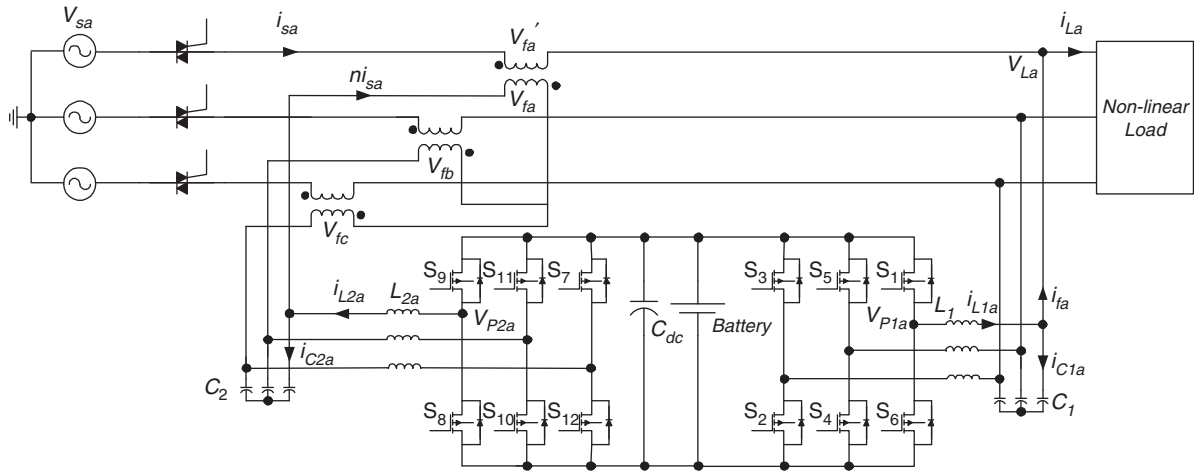 V_sa
i_sa
V_fa'
i_La
V_La
Non-linear
Load
ni_sa
V_fa
V_fb
V_fc
S_9
S_11
S_7
S_3
S_5
S_1
i_L2a
L_2a
V_P2a
C_dc
Battery
V_P1a
L_1
i_L1a
i_fa
i_C2a
i_C1a
C_2
C_1
S_8
S_10
S_12
S_2
S_4
S_6